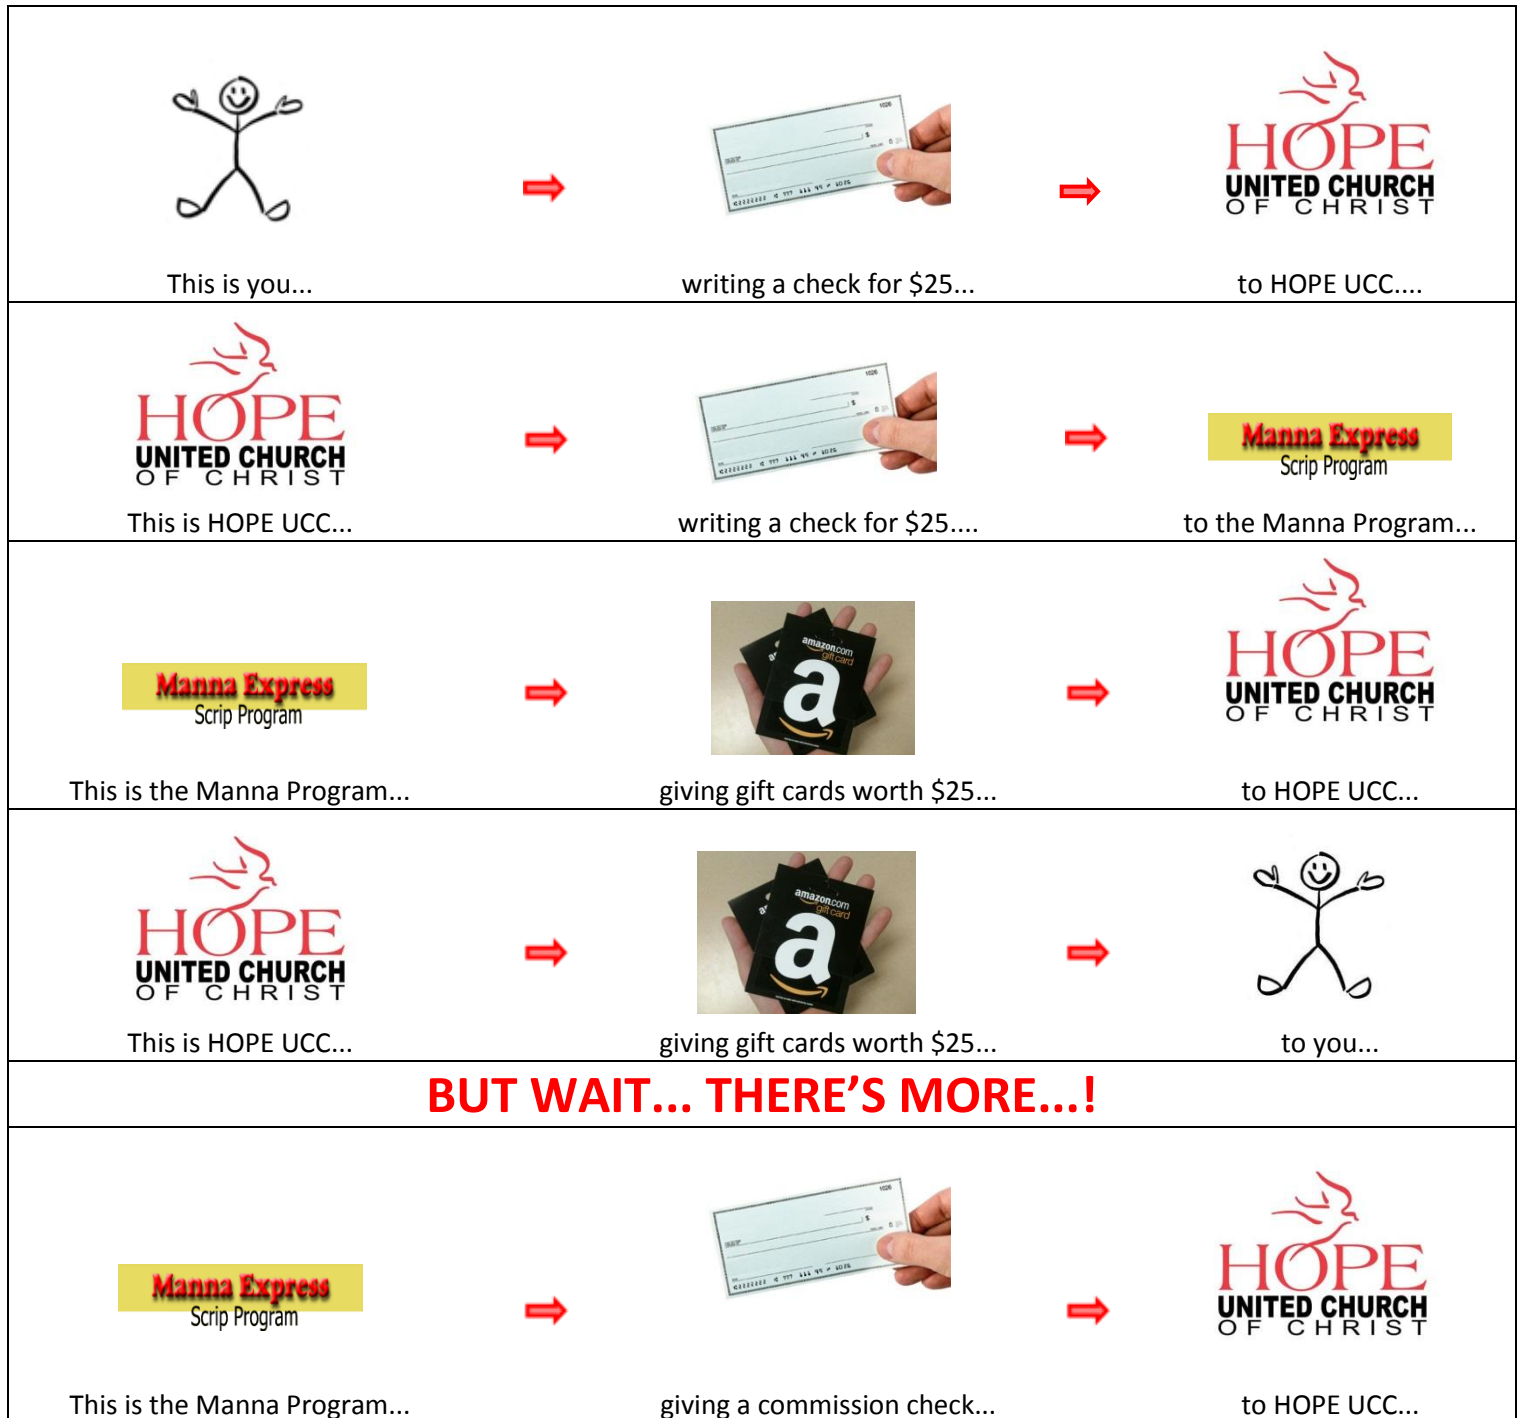 1026
$
HOPE
UNITED CHURCH
OF CHRIST
This is you... writing a check for $25... to HOPE UCC....
HOPE
UNITED CHURCH
OF CHRIST
1026
$
Manna Express
Scrip Program
This is HOPE UCC... writing a check for $25.... to the Manna Program...
Manna Express
Scrip Program
amazon.com
gift card
a
HOPE
UNITED CHURCH
OF CHRIST
This is the Manna Program... giving gift cards worth $25... to HOPE UCC...
HOPE
UNITED CHURCH
OF CHRIST
amazon.com
gift card
a
This is HOPE UCC... giving gift cards worth $25... to you...
BUT WAIT... THERE’S MORE...!
Manna Express
Scrip Program
1026
$
HOPE
UNITED CHURCH
OF CHRIST
This is the Manna Program... giving a commission check... to HOPE UCC...